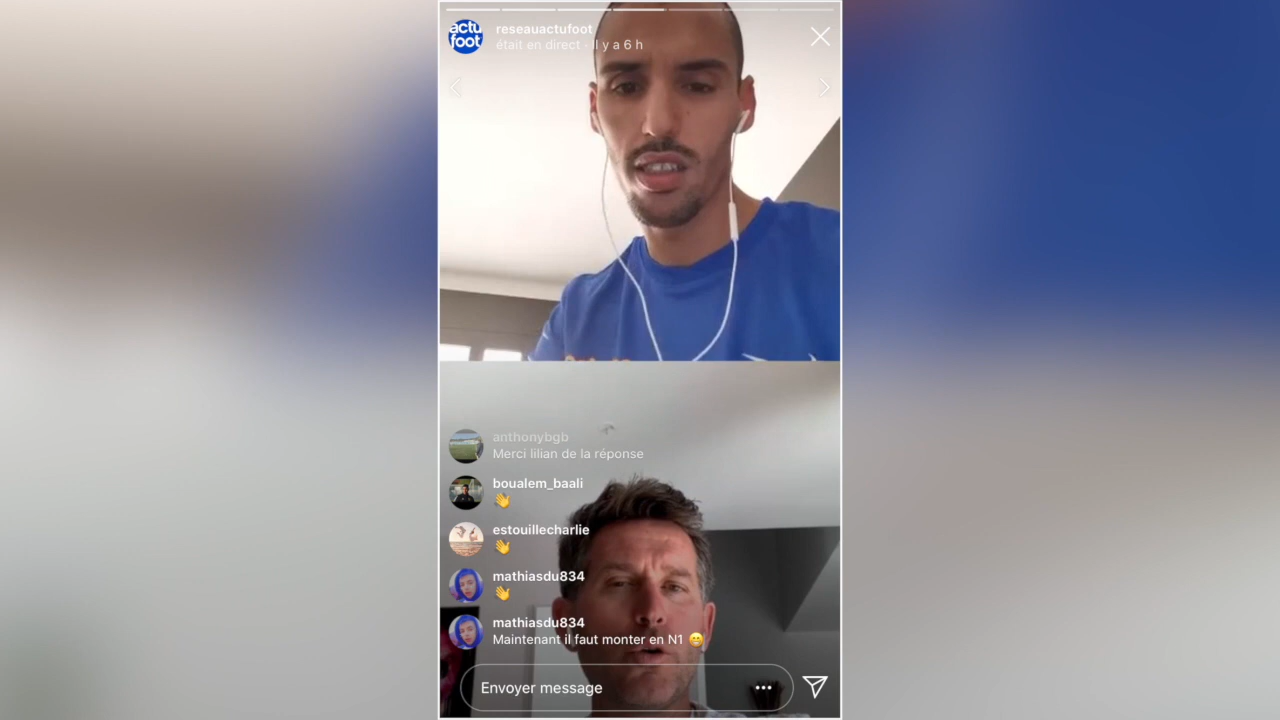 actu
foot
reseauactufoot
était en direct · Il y a 6 h
anthonybgb
Merci lilian de la réponse
boualem_baali
👋
estouillecharlie
👋
mathiasdu834
👋
mathiasdu834
Maintenant il faut monter en N1 😁
Envoyer message